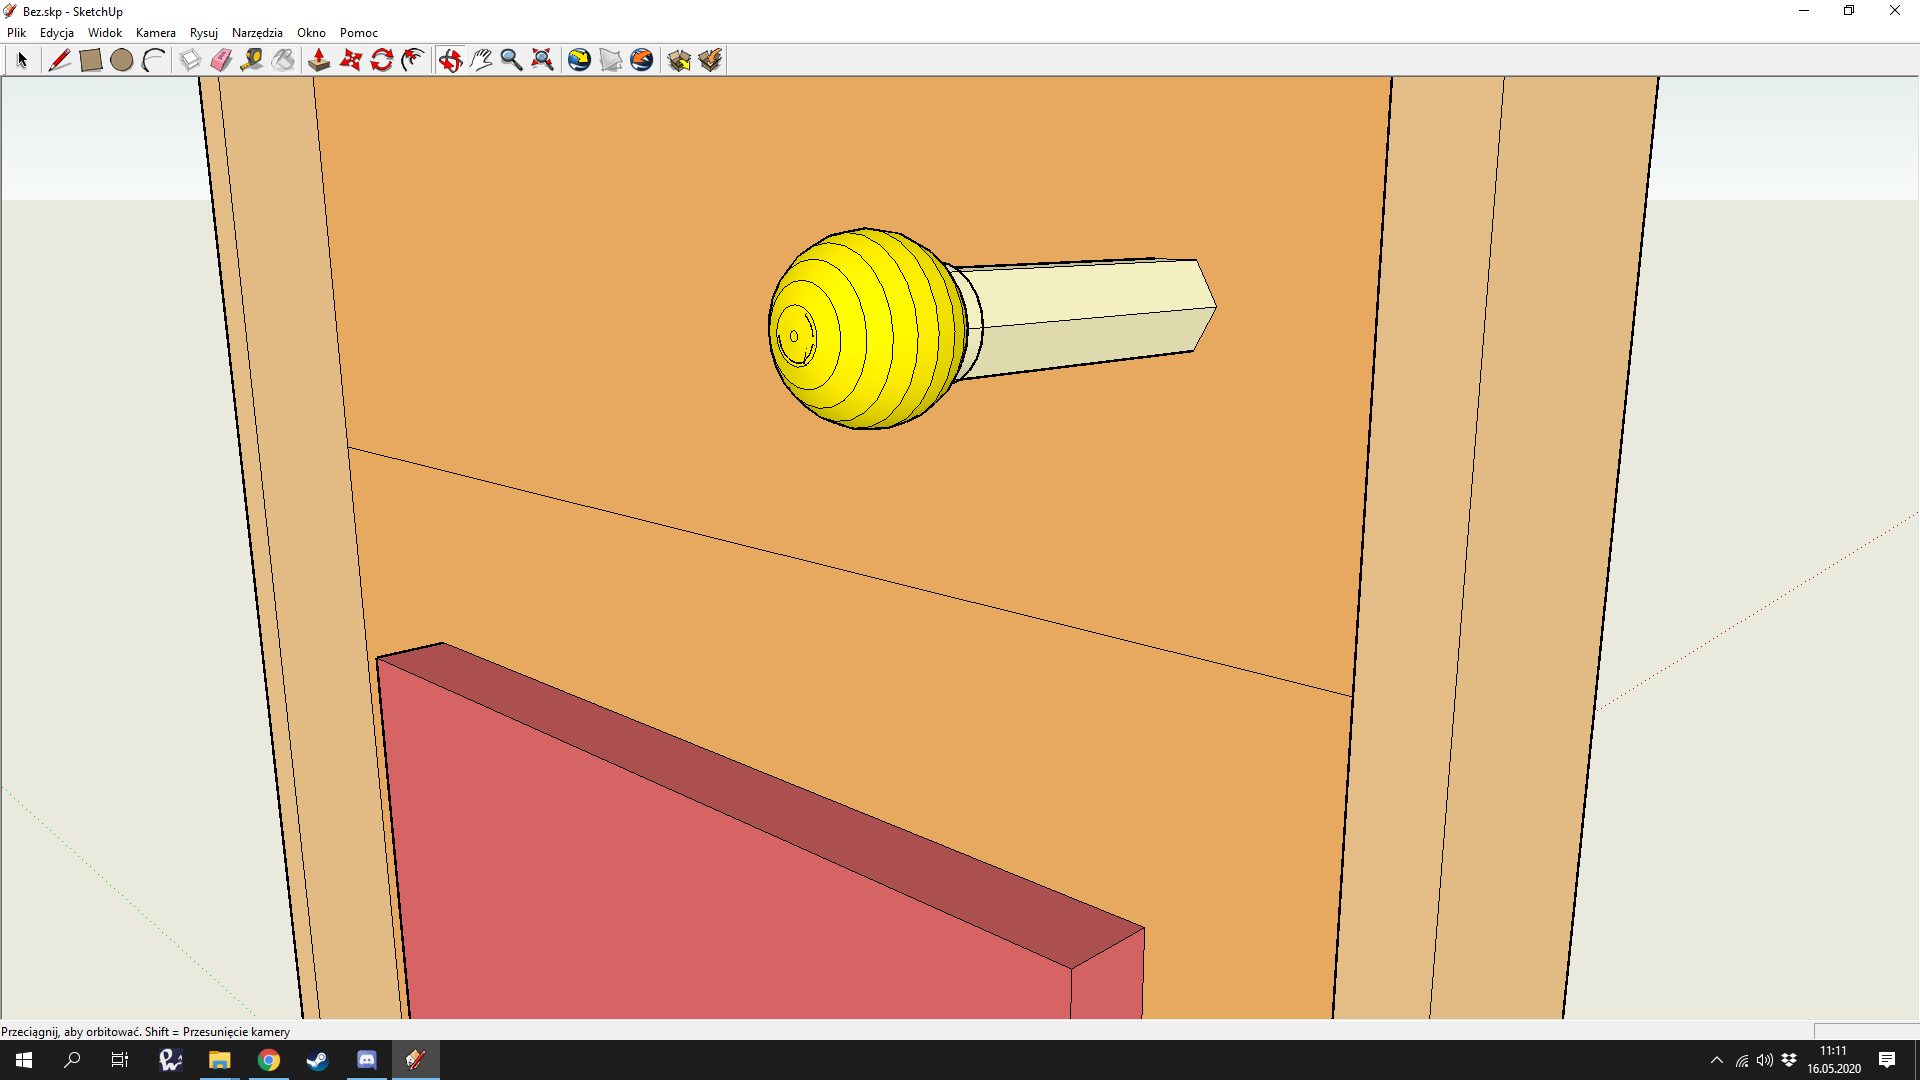 Bez.skp - SketchUp
Plik Edycja Widok Kamera Rysuj Narzędzia Okno Pomoc
Przeciągnij, aby orbitować. Shift = Przesunięcie kamery
11:11
16.05.2020